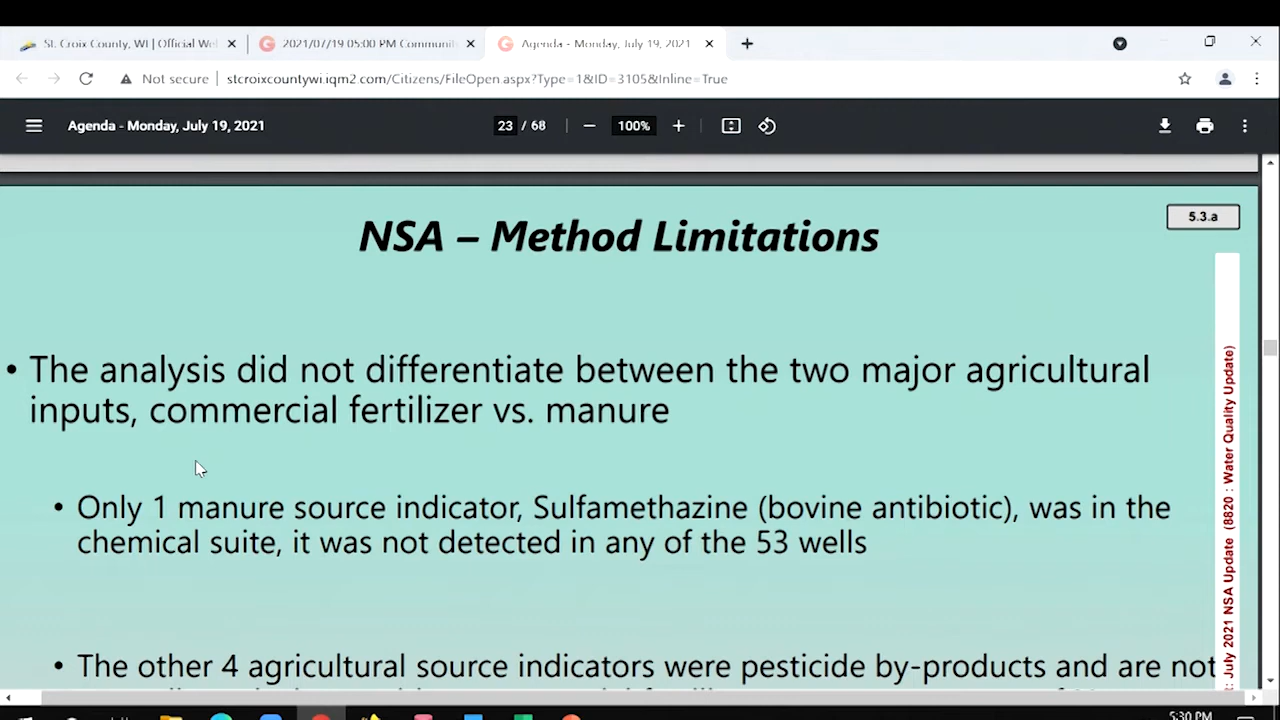 St. Croix County, WI | Official We
2021/07/19 05:00 PM Communit
Agenda - Monday, July 19, 2021
Not secure
stcroixcountywi.iqm2.com/Citizens/FileOpen.aspx?Type=1&ID=3105&Inline=True
Agenda - Monday, July 19, 2021
23 / 68
100%
5.3.a
NSA – Method Limitations
• The analysis did not differentiate between the two major agricultural
inputs, commercial fertilizer vs. manure
• Only 1 manure source indicator, Sulfamethazine (bovine antibiotic), was in the
chemical suite, it was not detected in any of the 53 wells
• The other 4 agricultural source indicators were pesticide by-products and are not
: July 2021 NSA Update (8820 : Water Quality Update)
5:30 PM